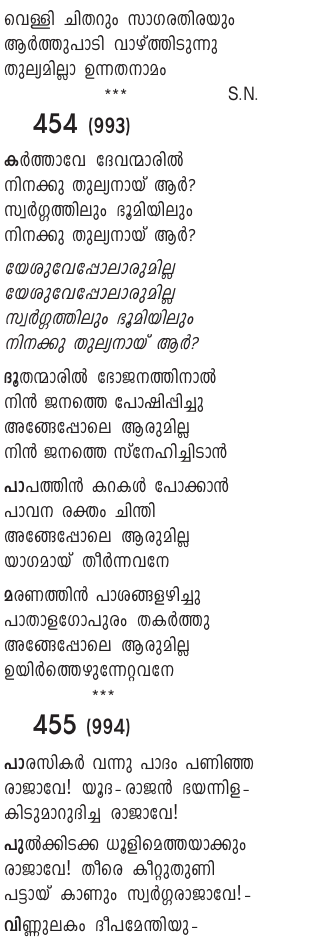 വെള്ളി ചിതറും സാഗരതിരയും
ആർത്തുപാടി വാഴ്ത്തിടുന്നു
തുല്യമില്ലാ ഉന്നതനാമം
*** S.N.
454 (993)
കർത്താവേ ദേവന്മാരിൽ
നിനക്കു തുല്യനായ് ആർ?
സ്വർഗ്ഗത്തിലും ഭൂമിയിലും
നിനക്കു തുല്യനായ് ആർ?
യേശുവേപ്പോലാരുമില്ല
യേശുവേപ്പോലാരുമില്ല
സ്വർഗ്ഗത്തിലും ഭൂമിയിലും
നിനക്കു തുല്യനായ് ആർ?
ദൂതന്മാരിൽ ഭോജനത്തിനാൽ
നിൻ ജനത്തെ പോഷിപ്പിച്ചു
അങ്ങേപ്പോലെ ആരുമില്ല
നിൻ ജനത്തെ സ്നേഹിച്ചിടാൻ
പാപത്തിൻ കറകൾ പോക്കാൻ
പാവന രക്തം ചിന്തി
അങ്ങേപ്പോലെ ആരുമില്ല
യാഗമായ് തീർന്നവനേ
മരണത്തിൻ പാശങ്ങളഴിച്ചു
പാതാളഗോപുരം തകർത്തു
അങ്ങേപ്പോലെ ആരുമില്ല
ഉയിർത്തെഴുന്നേറ്റവനേ
***
455 (994)
പാരസികർ വന്നു പാദം പണിഞ്ഞ
രാജാവേ! യൂദ-രാജൻ ഭയന്നിള-
കിടുമാറുദിച്ച രാജാവേ!
പുൽക്കിടക്ക ധൂളിമെത്തയാക്കും
രാജാവേ! തീരെ കീറ്റുതുണി
പട്ടായ് കാണും സ്വർഗ്ഗരാജാവേ!-
വിണ്ണുലകം ദീപമേന്തിയു-